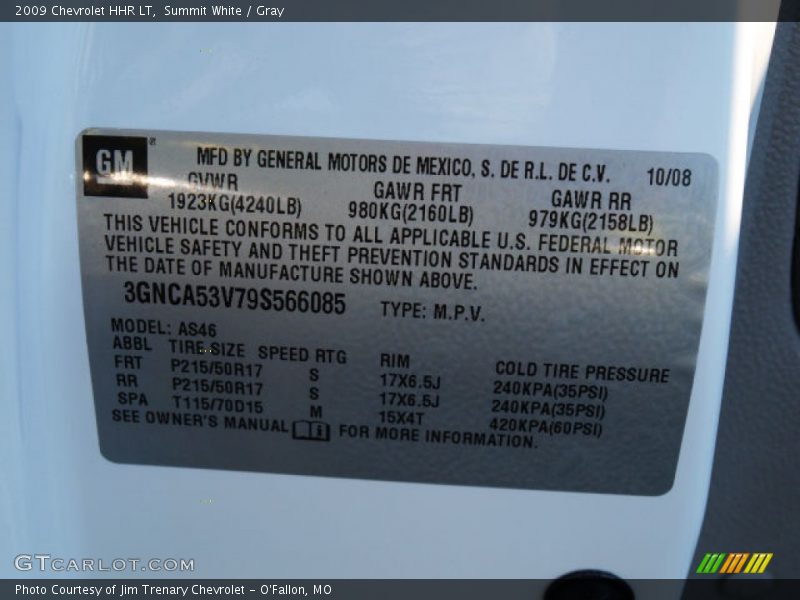 2009 Chevrolet HHR LT,  Summit White / Gray
GM ®
MFD BY GENERAL MOTORS DE MEXICO, S. DE R.L. DE C.V. 10/08
GVWR GAWR FRT GAWR RR
1923KG(4240LB) 980KG(2160LB) 979KG(2158LB)
THIS VEHICLE CONFORMS TO ALL APPLICABLE U.S. FEDERAL MOTOR
VEHICLE SAFETY AND THEFT PREVENTION STANDARDS IN EFFECT ON
THE DATE OF MANUFACTURE SHOWN ABOVE.
3GNCA53V79S566085 TYPE: M.P.V.
MODEL: AS46
ABBL TIRE SIZE SPEED RTG RIM COLD TIRE PRESSURE
FRT P215/50R17 S 17X6.5J 240KPA(35PSI)
RR P215/50R17 S 17X6.5J 240KPA(35PSI)
SPA T115/70D15 M 15X4T 420KPA(60PSI)
SEE OWNER'S MANUAL FOR MORE INFORMATION.
GTCARLOT.COM
Photo Courtesy of Jim Trenary Chevrolet - O'Fallon, MO